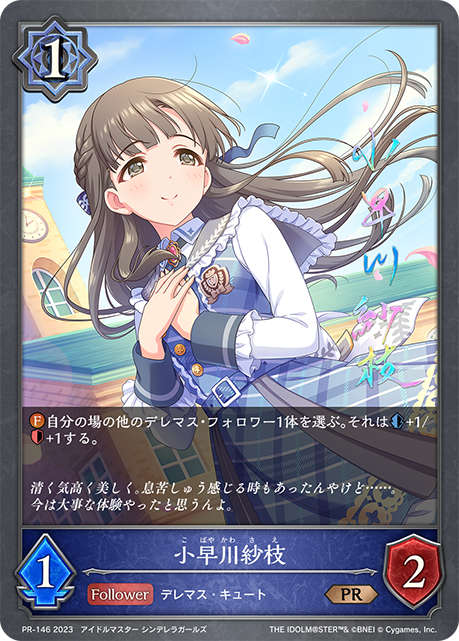 1
小早川紗枝
F 自分の場の他のデレマス・フォロワー1体を選ぶ。それは +1/
+1する。
清く気高く美しく。息苦しゅう感じる時もあったんやけど……
今は大事な体験やったと思うんよ。
こばやかわ さえ
小早川紗枝
1
Follower デレマス・キュート
PR
2
PR-146 2023 アイドルマスター シンデレラガールズ
THE IDOLM@STER™& ©BNEI © Cygames, Inc.